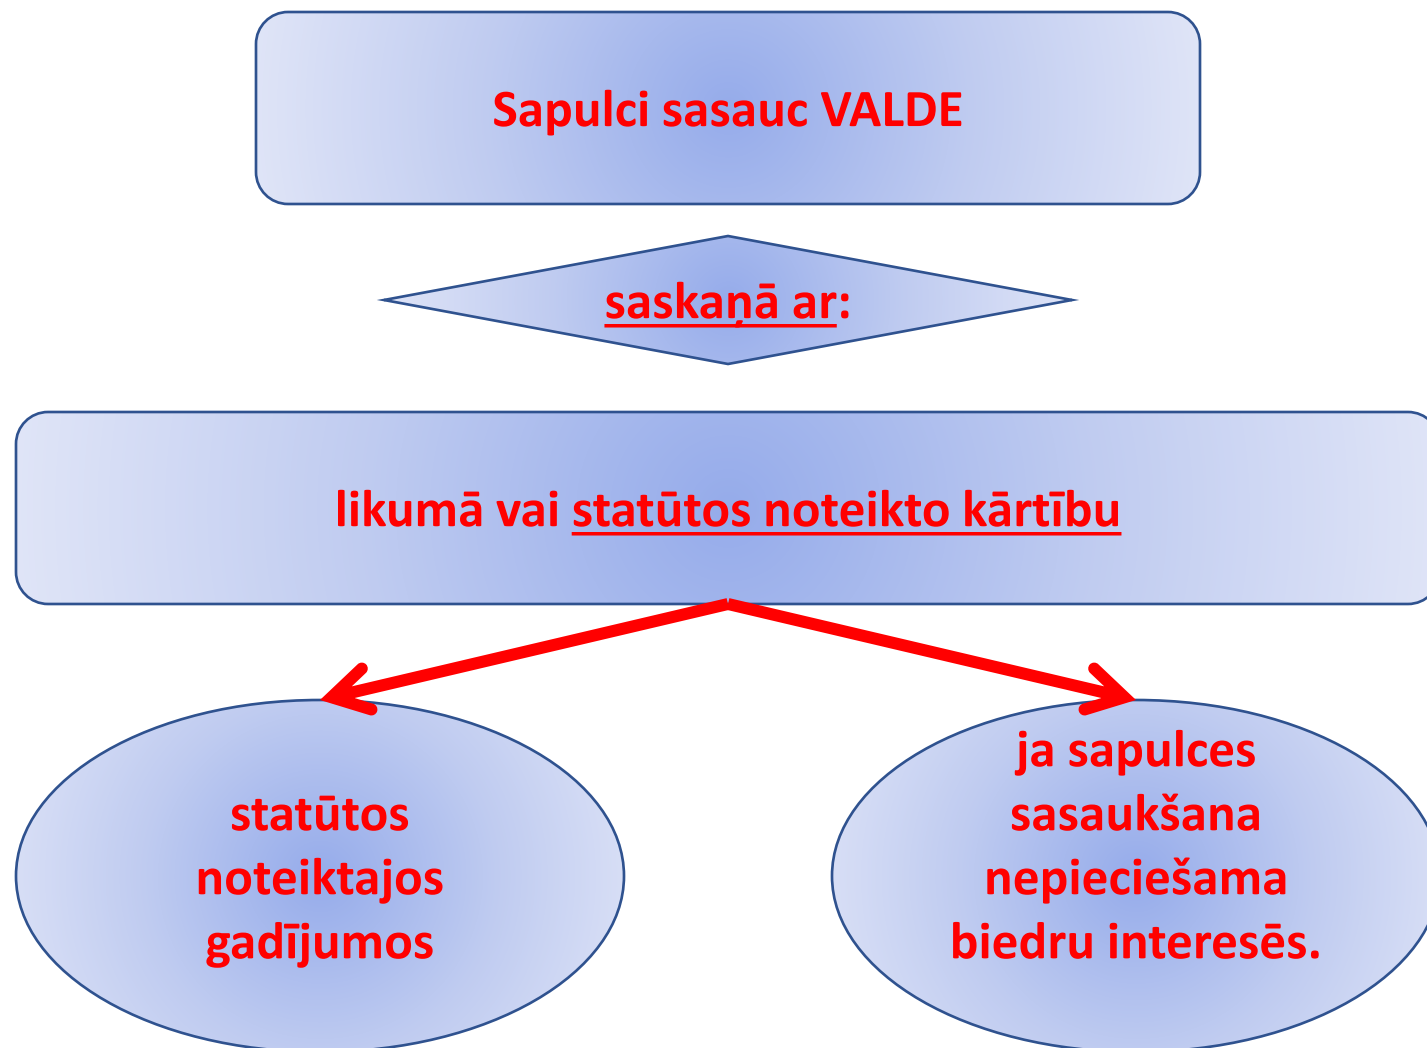 Sapulci sasauc VALDE
saskaņā ar:
likumā vai statūtos noteikto kārtību
statūtos
noteiktajos
gadījumos
ja sapulces
sasaukšana
nepieciešama
biedru interesēs.